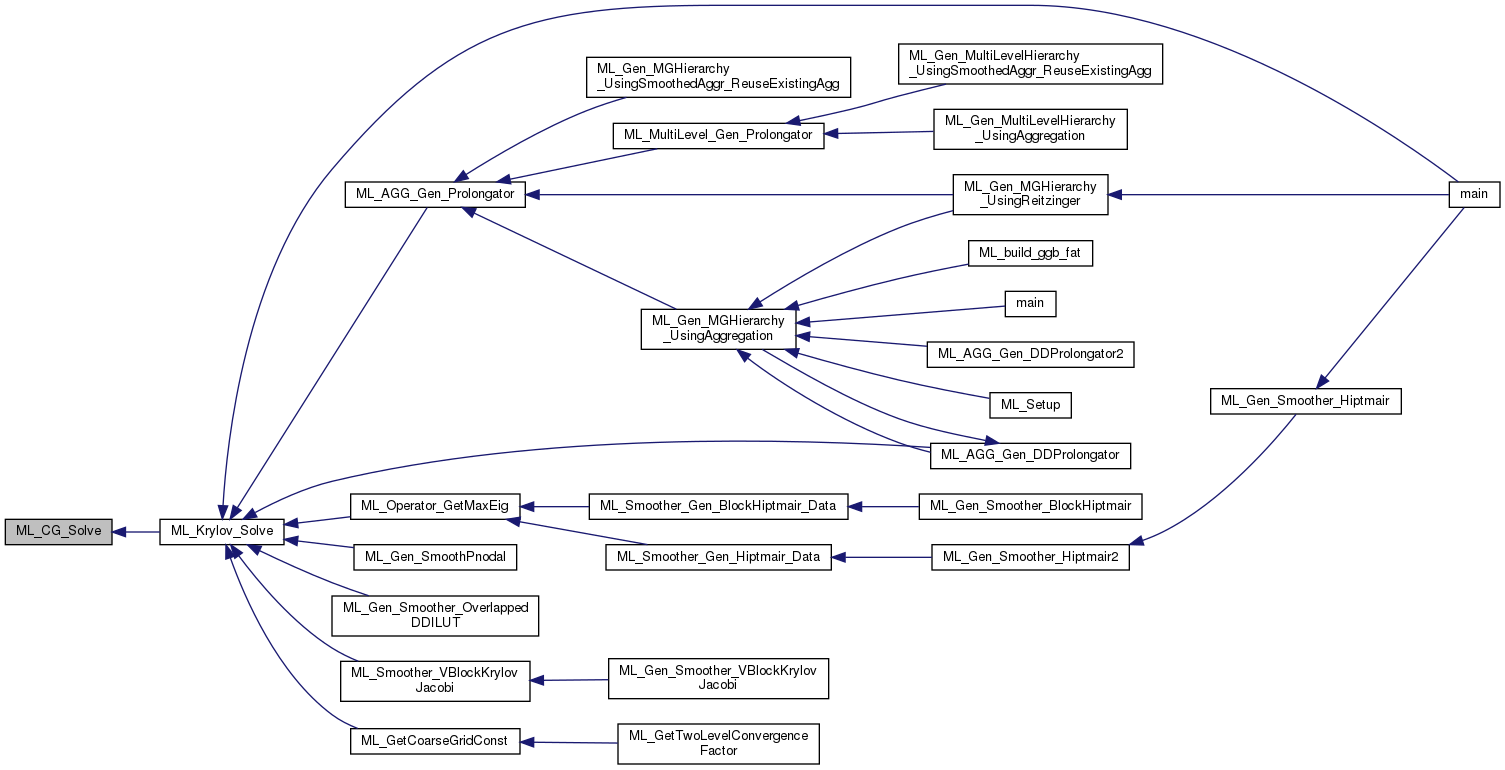 ML_Gen_MultiLevelHierarchy
_UsingSmoothedAggr_ReuseExistingAgg
ML_Gen_MGHierarchy
_UsingSmoothedAggr_ReuseExistingAgg
ML_MultiLevel_Gen_Prolongator
ML_Gen_MultiLevelHierarchy
_UsingAggregation
ML_AGG_Gen_Prolongator
ML_Gen_MGHierarchy
_UsingReitzinger
main
ML_build_ggb_fat
main
ML_Gen_MGHierarchy
_UsingAggregation
ML_AGG_Gen_DDProlongator2
ML_Setup
ML_Gen_Smoother_Hiptmair
ML_AGG_Gen_DDProlongator
ML_Operator_GetMaxEig
ML_Smoother_Gen_BlockHiptmair_Data
ML_Gen_Smoother_BlockHiptmair
ML_CG_Solve
ML_Krylov_Solve
ML_Gen_SmoothPnodal
ML_Smoother_Gen_Hiptmair_Data
ML_Gen_Smoother_Hiptmair2
ML_Gen_Smoother_Overlapped
DDILUT
ML_Smoother_VBlockKrylov
Jacobi
ML_Gen_Smoother_VBlockKrylov
Jacobi
ML_GetCoarseGridConst
ML_GetTwoLevelConvergence
Factor